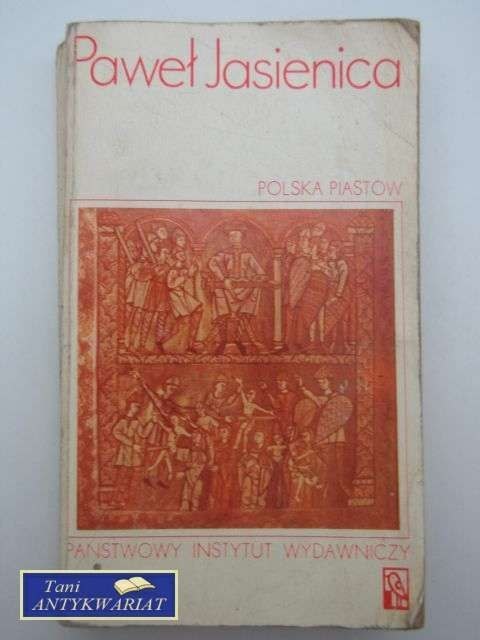 Paweł Jasienica
POLSKA PIASTÓW
PAŃSTWOWY INSTYTUT WYDAWNICZY
Tani
ANTYKWARIAT